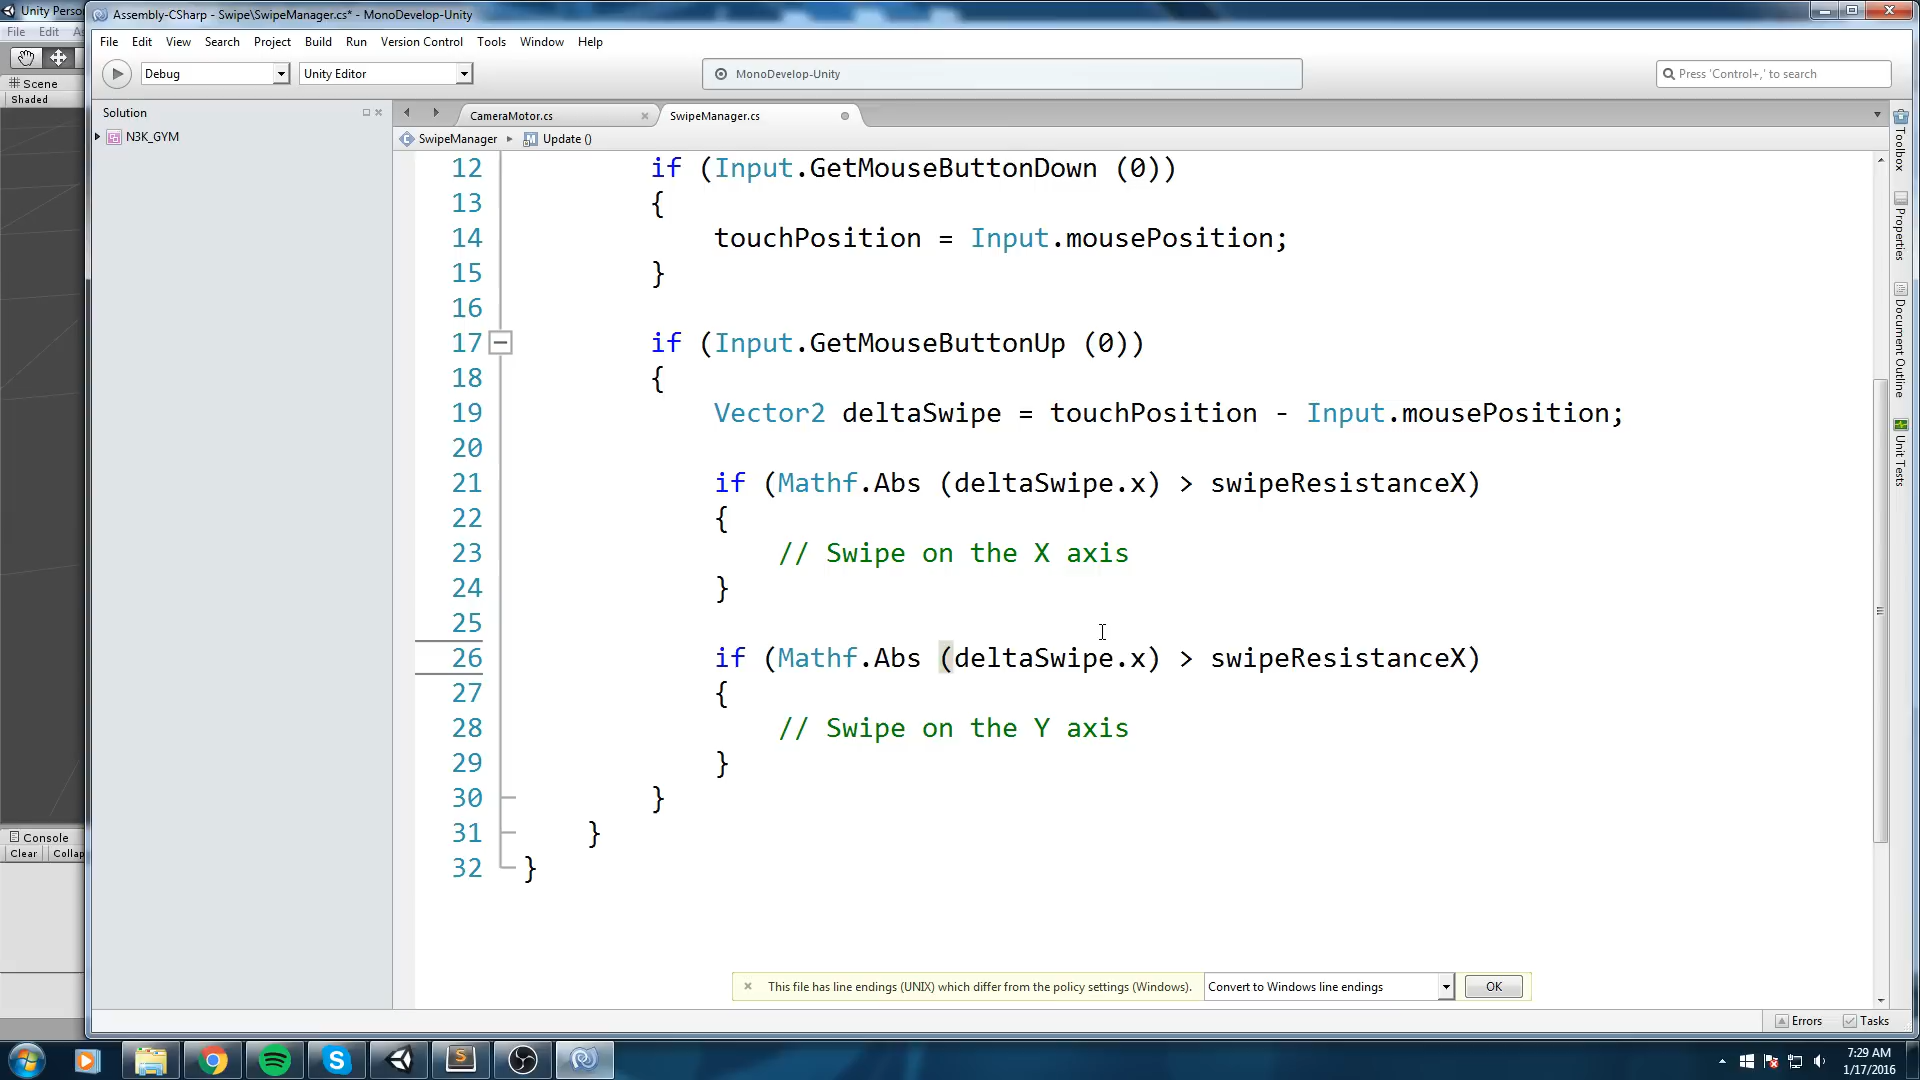 Unity Perso
Assembly-CSharp - Swipe\SwipeManager.cs* - MonoDevelop-Unity
File Edit
File Edit View Search Project Build Run Version Control Tools Window Help
Debug
Unity Editor
MonoDevelop-Unity
Press 'Control+,' to search
Scene
Shaded
Solution
N3K_GYM
CameraMotor.cs
SwipeManager.cs
SwipeManager
Update ()
Toolbox
Properties
Document Outline
Unit Tests
12 if (Input.GetMouseButtonDown (0))
13 {
14 touchPosition = Input.mousePosition;
15 }
16
17 if (Input.GetMouseButtonUp (0))
18 {
19 Vector2 deltaSwipe = touchPosition - Input.mousePosition;
20
21 if (Mathf.Abs (deltaSwipe.x) > swipeResistanceX)
22 {
23 // Swipe on the X axis
24 }
25
26 if (Mathf.Abs (deltaSwipe.x) > swipeResistanceX)
27 {
28 // Swipe on the Y axis
29 }
30 }
31 }
32 }
Console
Clear Collap
This file has line endings (UNIX) which differ from the policy settings (Windows).
Convert to Windows line endings
OK
Errors
Tasks
7:29 AM
1/17/2016